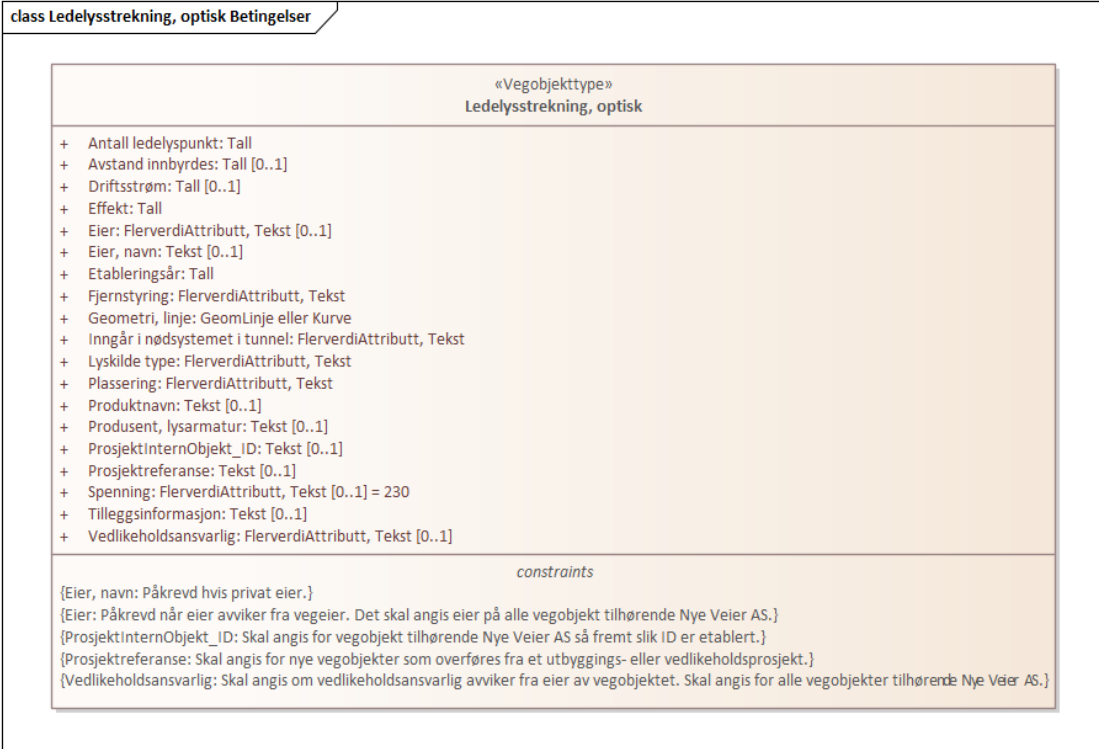 class Ledelysstrekning, optisk Betingelser
«Vegobjekttype»
Ledelysstrekning, optisk
+ Antall ledelyspunkt: Tall
+ Avstand innbyrdes: Tall [0..1]
+ Driftsstrøm: Tall [0..1]
+ Effekt: Tall
+ Eier: FlerverdiAttributt, Tekst [0..1]
+ Eier, navn: Tekst [0..1]
+ Etableringsår: Tall
+ Fjernstyring: FlerverdiAttributt, Tekst
+ Geometri, linje: GeomLinje eller Kurve
+ Inngår i nødsystemet i tunnel: FlerverdiAttributt, Tekst
+ Lyskilde type: FlerverdiAttributt, Tekst
+ Plassering: FlerverdiAttributt, Tekst
+ Produktnavn: Tekst [0..1]
+ Produsent, lysarmatur: Tekst [0..1]
+ ProsjektInternObjekt_ID: Tekst [0..1]
+ Prosjektreferanse: Tekst [0..1]
+ Spenning: FlerverdiAttributt, Tekst [0..1] = 230
+ Tilleggsinformasjon: Tekst [0..1]
+ Vedlikeholdsansvarlig: FlerverdiAttributt, Tekst [0..1]
constraints
{Eier, navn: Påkrevd hvis privat eier.}
{Eier: Påkrevd når eier avviker fra vegeier. Det skal angis eier på alle vegobjekt tilhørende Nye Veier AS.}
{ProsjektInternObjekt_ID: Skal angis for vegobjekt tilhørende Nye Veier AS så fremt slik ID er etablert.}
{Prosjektreferanse: Skal angis for nye vegobjekter som overføres fra et utbyggings- eller vedlikeholdsprosjekt.}
{Vedlikeholdsansvarlig: Skal angis om vedlikeholdsansvarlig avviker fra eier av vegobjektet. Skal angis for alle vegobjekter tilhørende Nye Veier AS.}